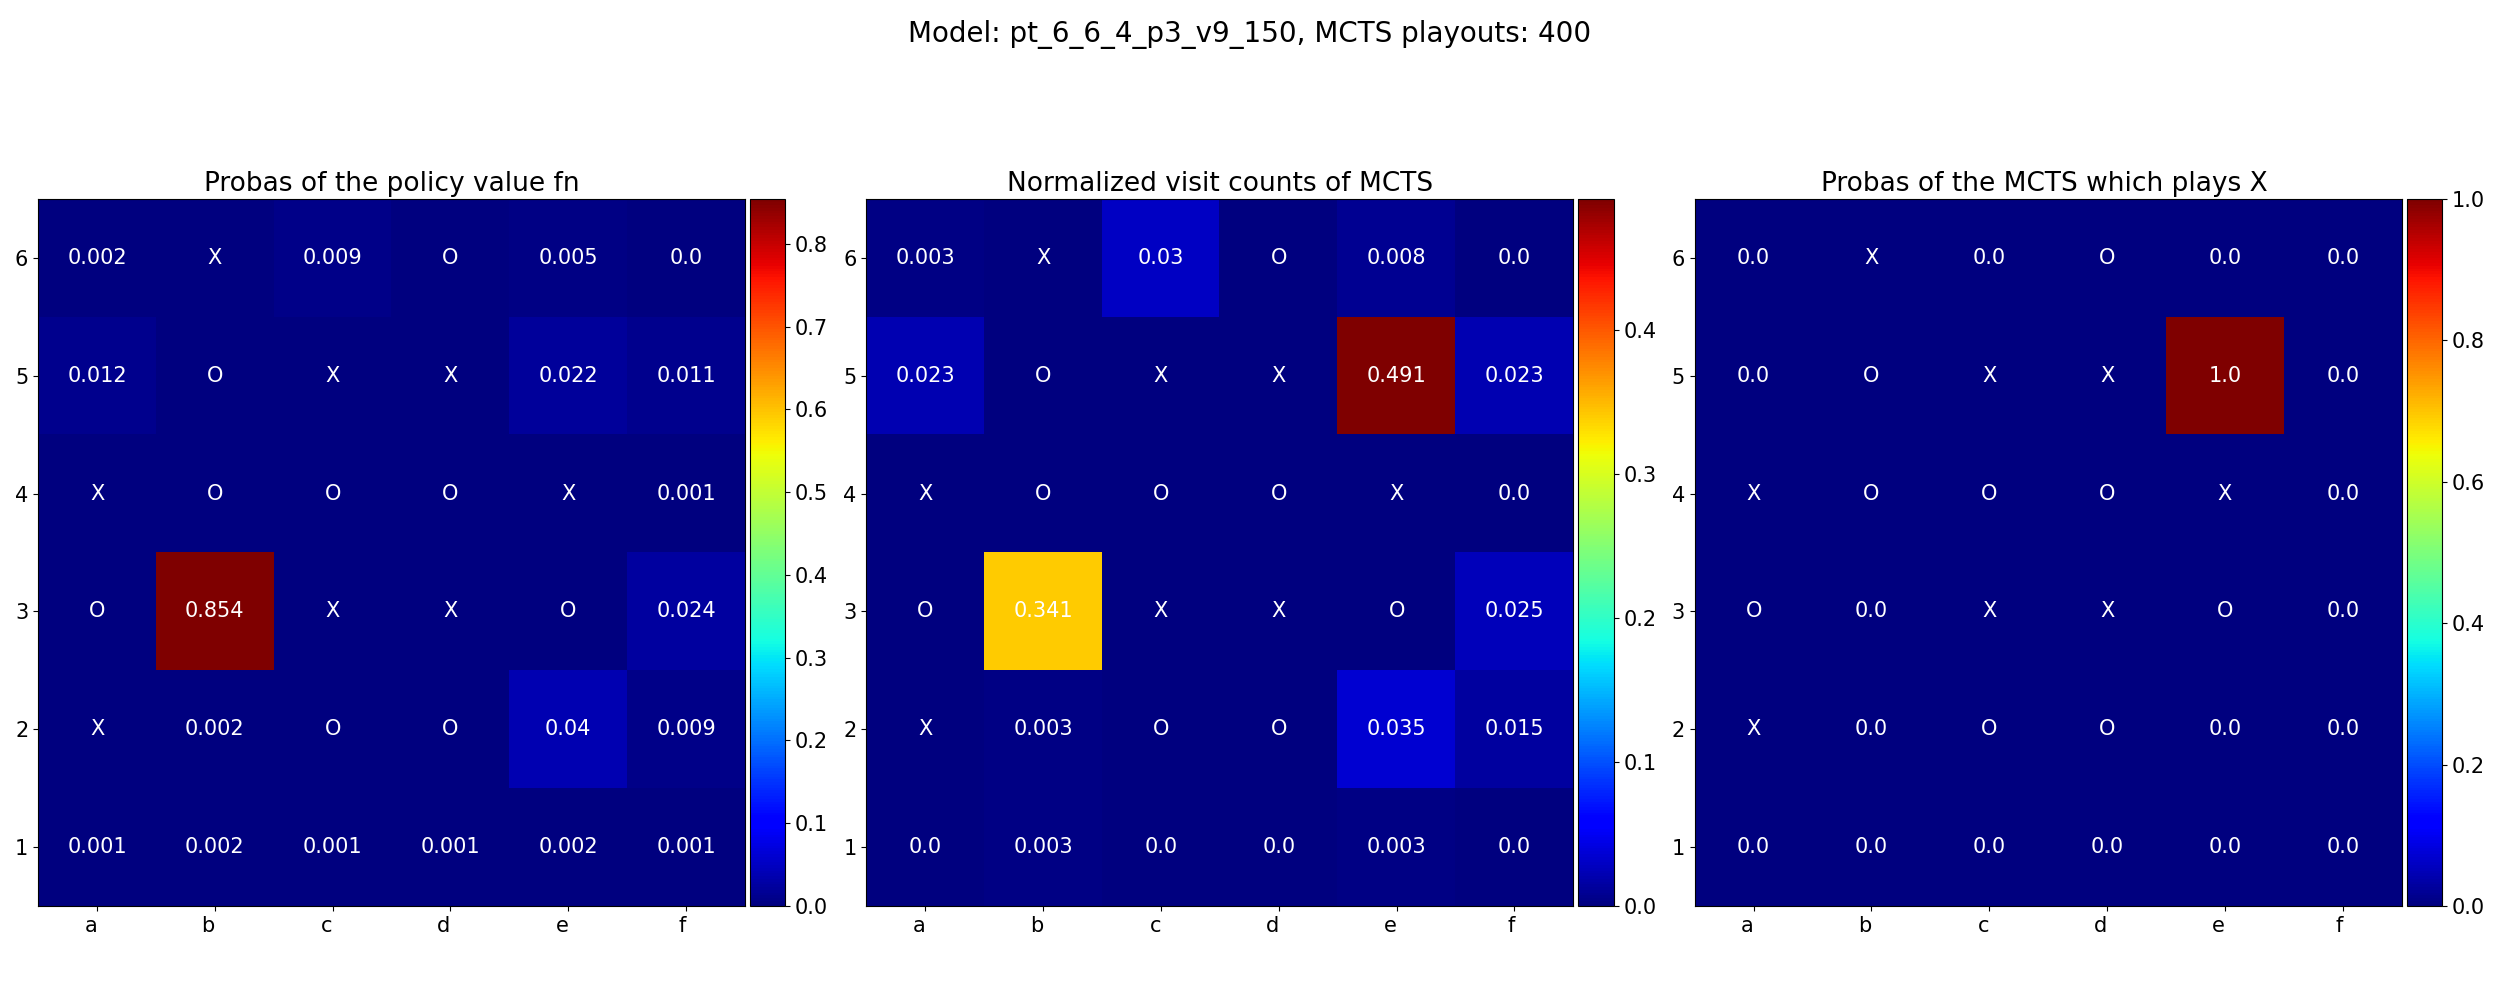 Model: pt_6_6_4_p3_v9_150, MCTS playouts: 400
Probas of the policy value fn
6 0.002 X 0.009 O 0.005 0.0
5 0.012 O X X 0.022 0.011
4 X O O O X 0.001
3 O 0.854 X X O 0.024
2 X 0.002 O O 0.04 0.009
1 0.001 0.002 0.001 0.001 0.002 0.001
a b c d e f
0.8
0.7
0.6
0.5
0.4
0.3
0.2
0.1
0.0
Normalized visit counts of MCTS
6 0.003 X 0.03 O 0.008 0.0
5 0.023 O X X 0.491 0.023
4 X O O O X 0.0
3 O 0.341 X X O 0.025
2 X 0.003 O O 0.035 0.015
1 0.0 0.003 0.0 0.0 0.003 0.0
a b c d e f
0.4
0.3
0.2
0.1
0.0
Probas of the MCTS which plays X
6 0.0 X 0.0 O 0.0 0.0
5 0.0 O X X 1.0 0.0
4 X O O O X 0.0
3 O 0.0 X X O 0.0
2 X 0.0 O O 0.0 0.0
1 0.0 0.0 0.0 0.0 0.0 0.0
a b c d e f
1.0
0.8
0.6
0.4
0.2
0.0